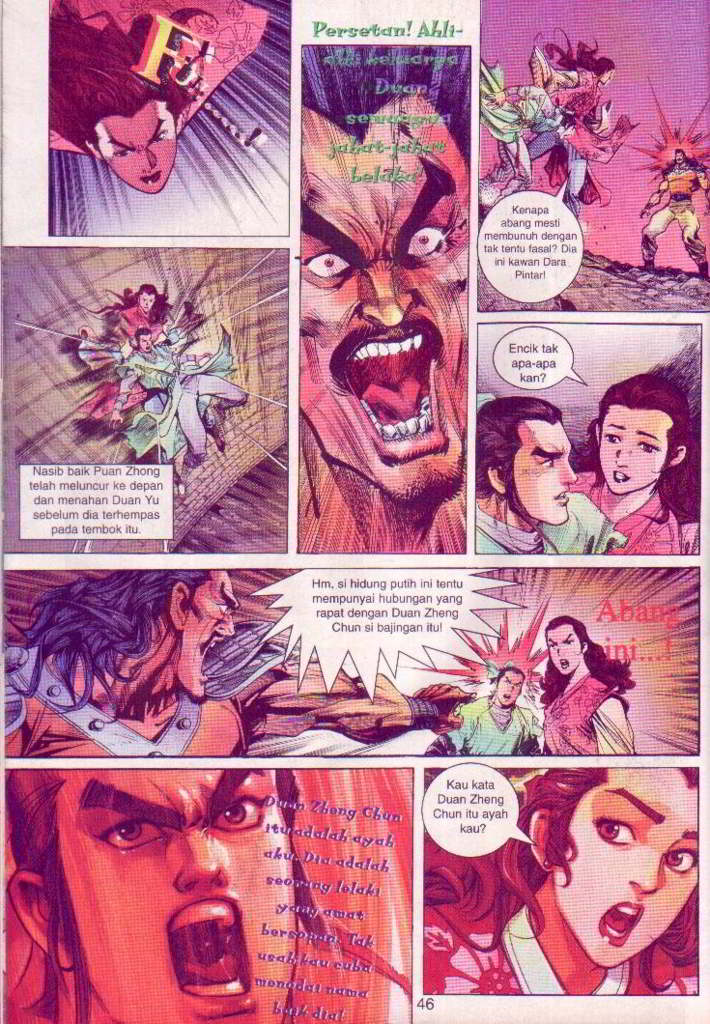 Persetan! Ahli-
ahli keluarga
Duan
semuanya
jahat-jahat
belaka!
Kenapa
abang mesti
membunuh dengan
tak tentu fasal? Dia
ini kawan Dara
Pintar!
Nasib baik Puan Zhong
telah meluncur ke depan
dan menahan Duan Yu
sebelum dia terhempas
pada tembok itu.
Encik tak
apa-apa
kan?
Hm, si hidung putih ini tentu
mempunyai hubungan yang
rapat dengan Duan Zheng
Chun si bajingan itu!
Abang
ini....!
Duan Zheng Chun
itu adalah ayah
aku. Dia adalah
seorang lelaki
yang amat
bersopan. Tak
usah kau cuba
menodai nama
baik dia!
Kau kata
Duan Zheng
Chun itu ayah
kau?
46